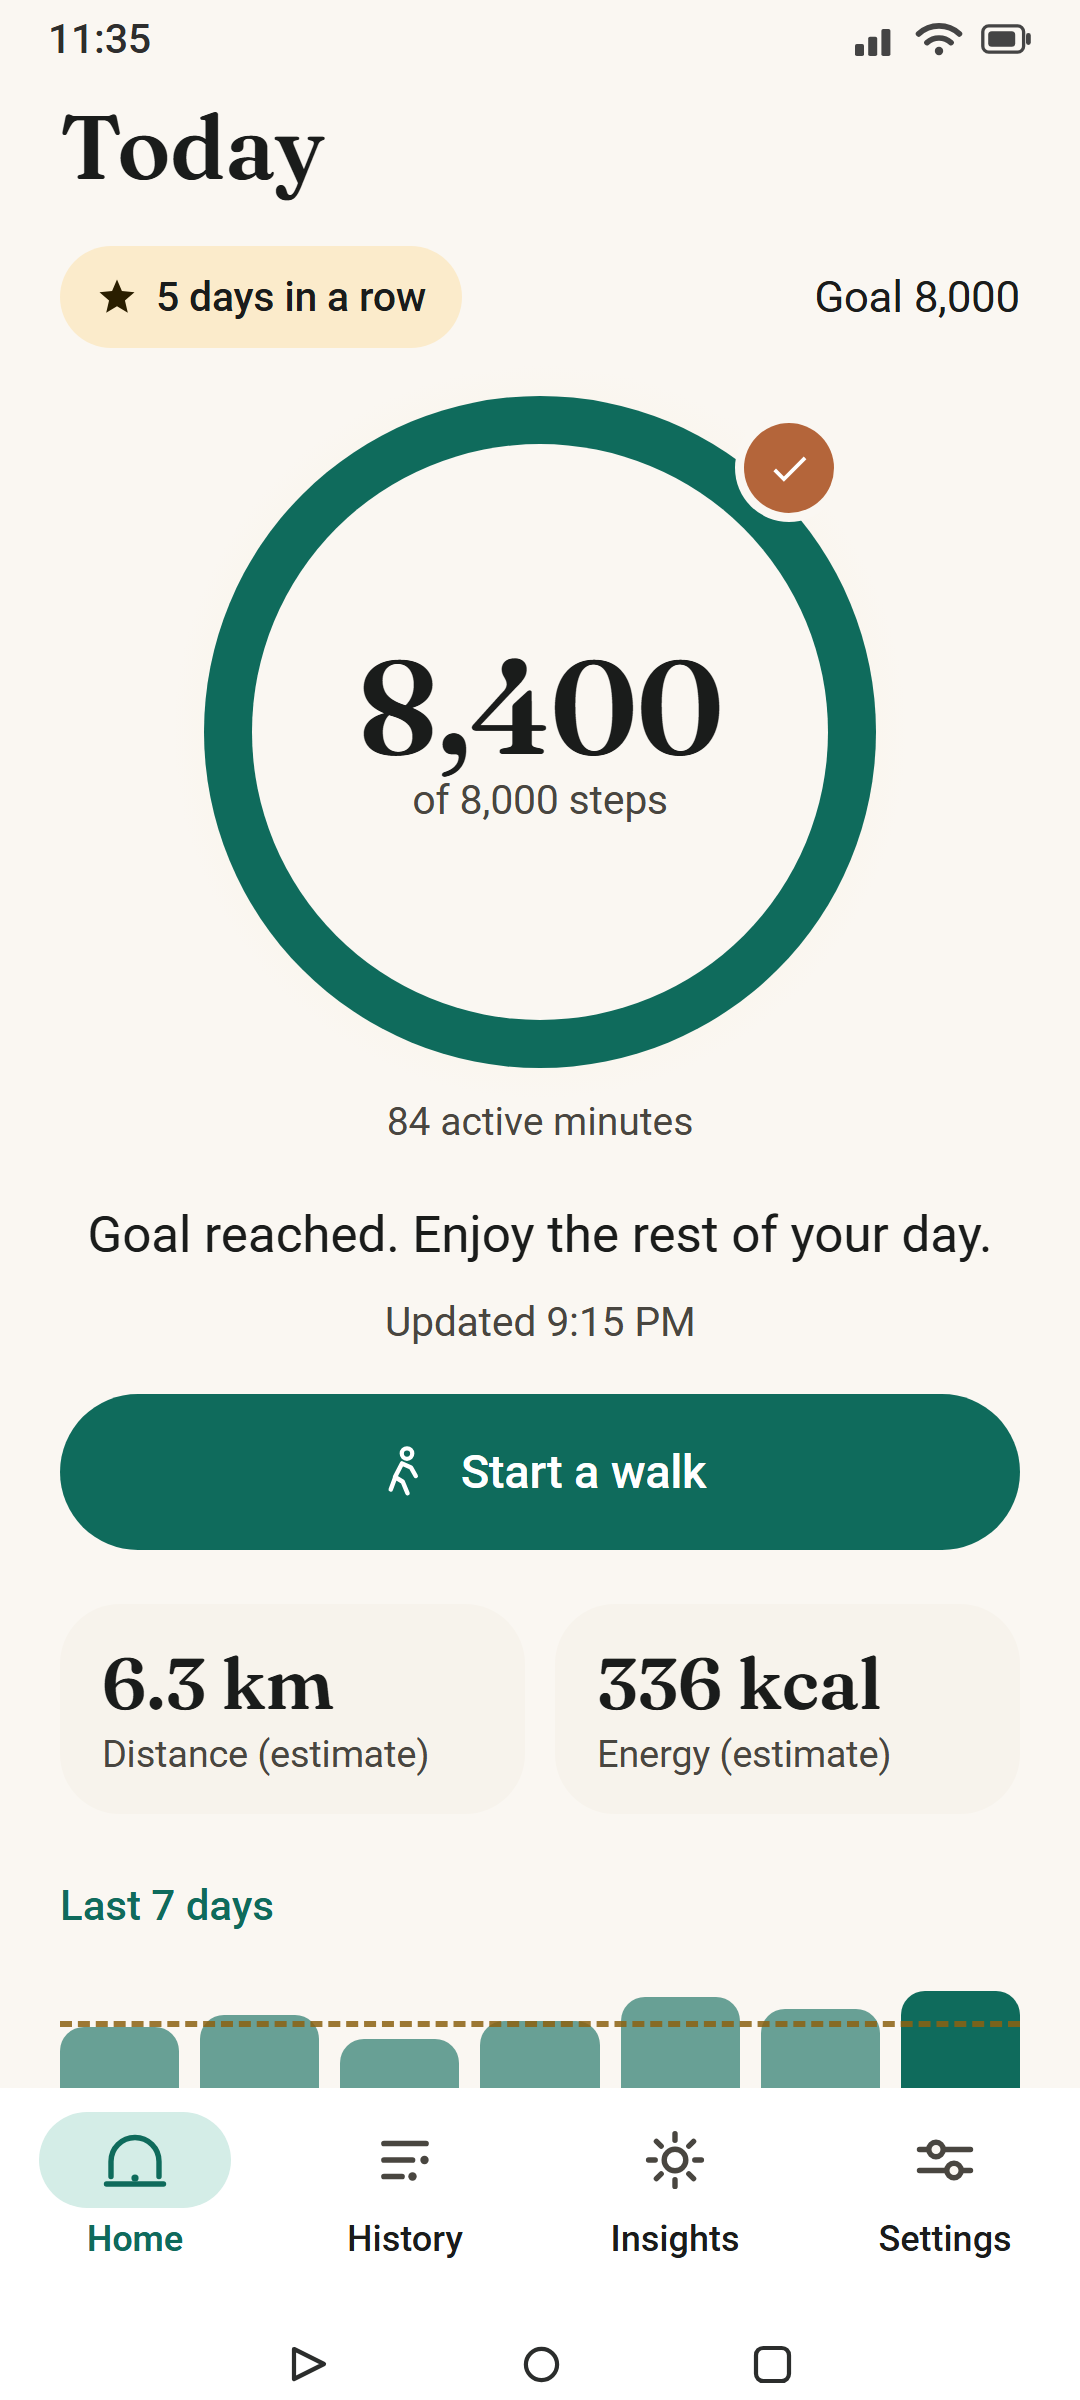 11:35
Today
5 days in a row
Goal 8,000
8,400
of 8,000 steps
84 active minutes
Goal reached. Enjoy the rest of your day.
Updated 9:15 PM
Start a walk
6.3 km
Distance (estimate)
336 kcal
Energy (estimate)
Last 7 days
Home
History
Insights
Settings